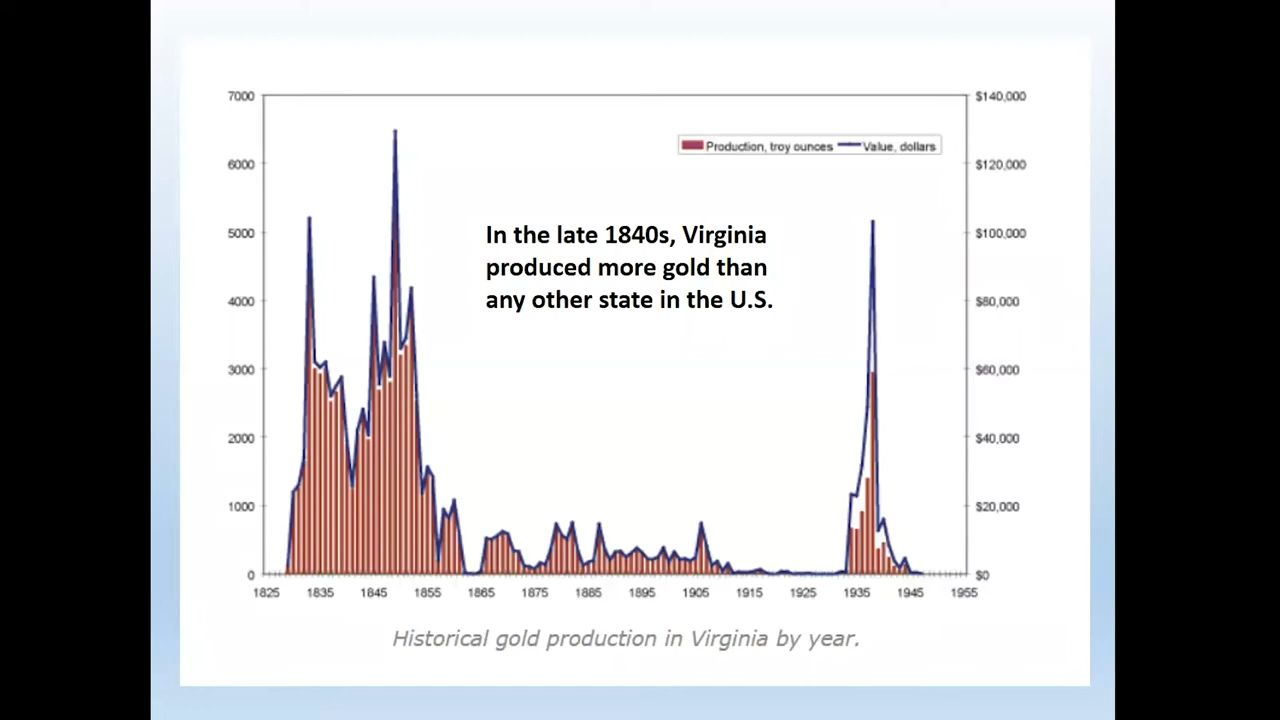 7000
6000
5000
4000
3000
2000
1000
0
$140,000
$120,000
$100,000
$80,000
$60,000
$40,000
$20,000
$0
Production, troy ounces Value, dollars
In the late 1840s, Virginia
produced more gold than
any other state in the U.S.
1825 1835 1845 1855 1865 1875 1885 1895 1905 1915 1925 1935 1945 1955
Historical gold production in Virginia by year.